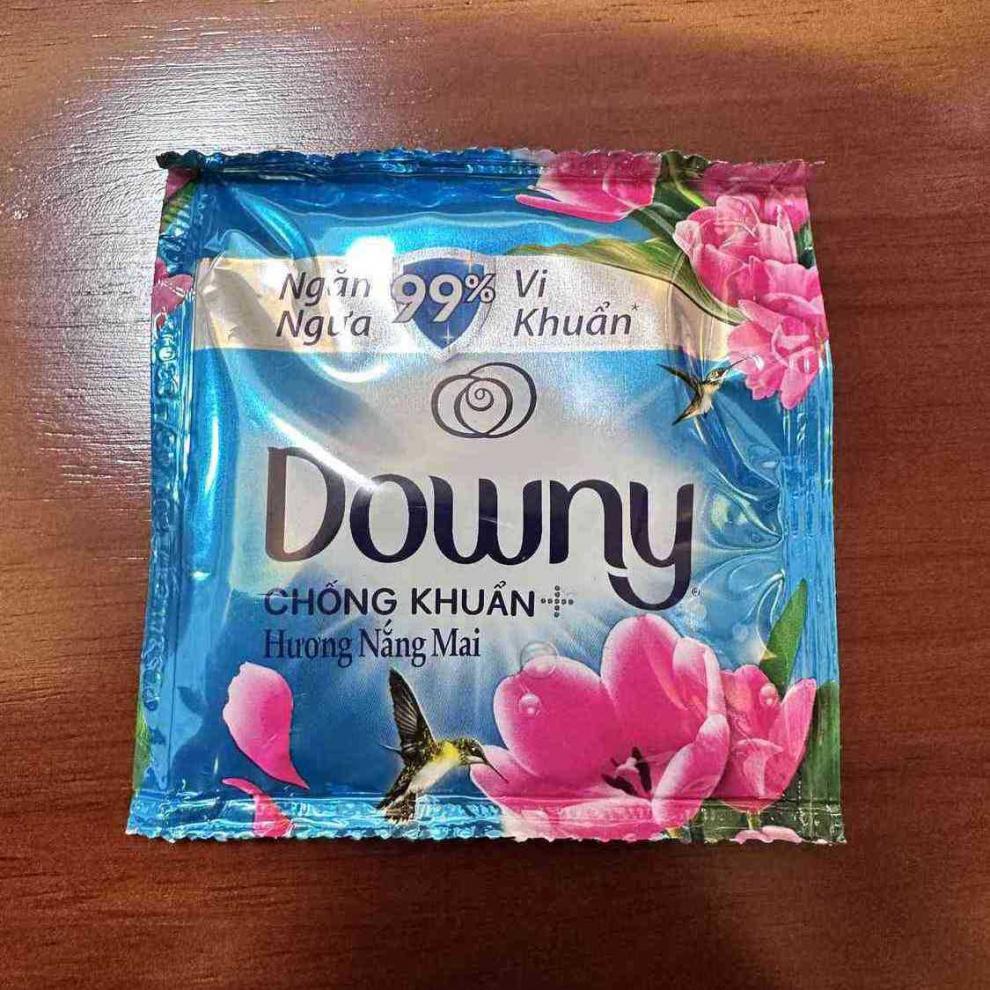 Ngăn 99% Vi
Ngừa Khuẩn*
Downy®
CHỐNG KHUẨN+
Hương Nắng Mai